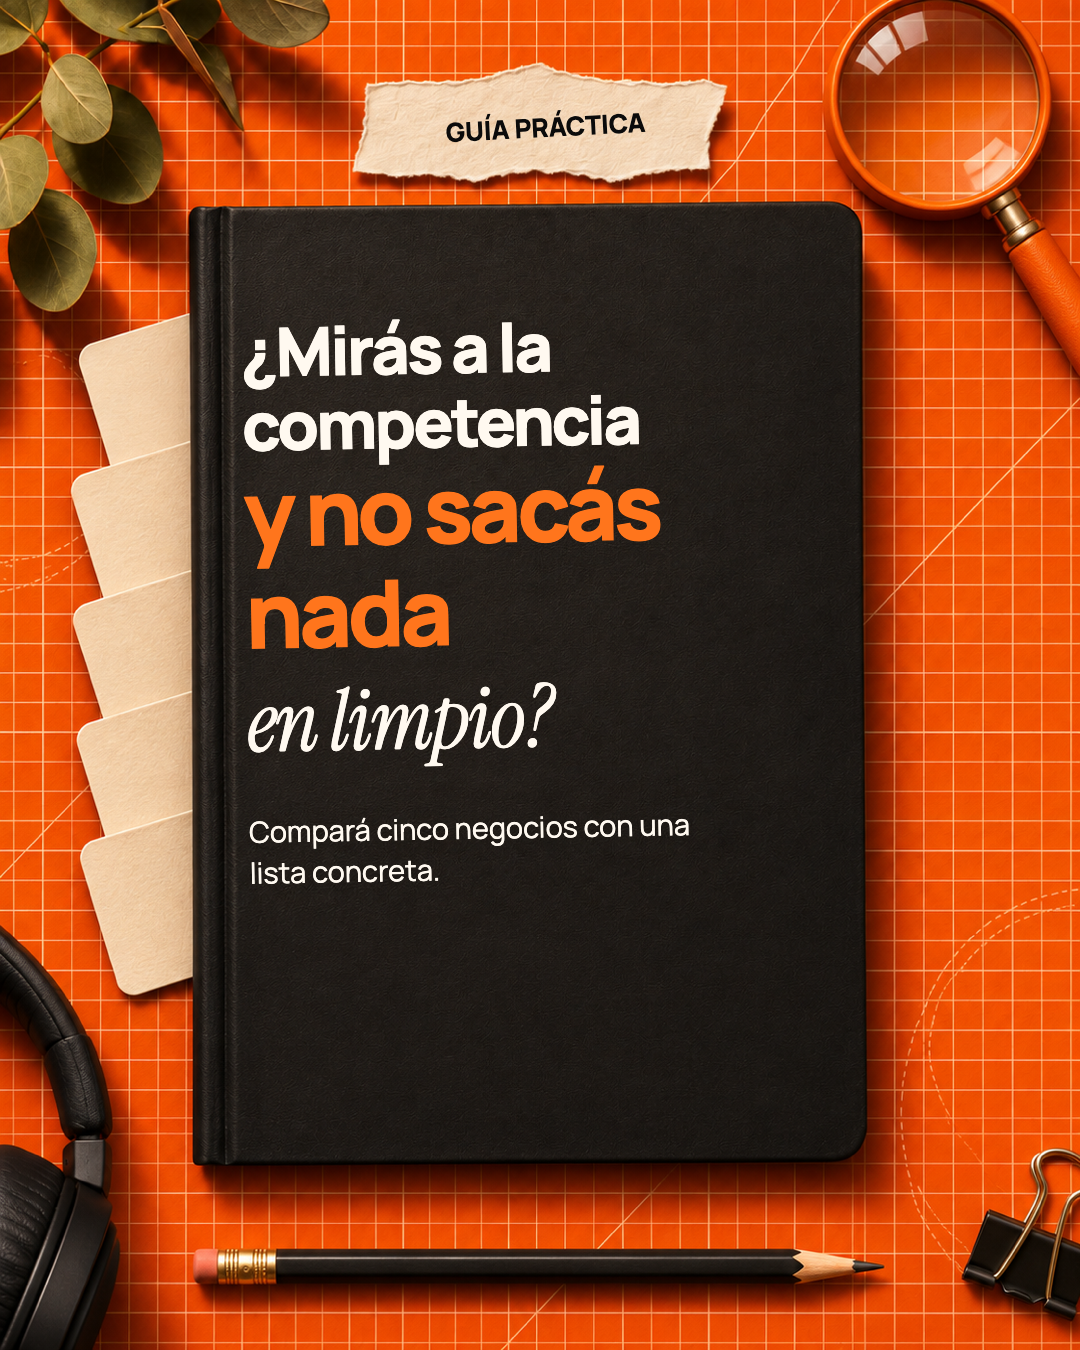 GUÍA PRÁCTICA
¿Mirás a la
competencia
y no sacás
nada
en limpio?
Compará cinco negocios con una
lista concreta.